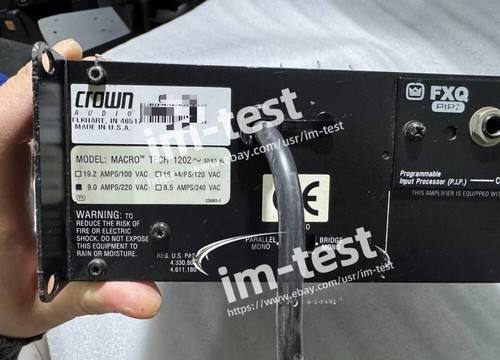 crown
AUDIO
ELKHART, IN 46517
MADE IN U.S.A.
MODEL: MACRO™ TECH 1202~
19.2 AMPS/100 VAC
AMPS/120 VAC
9.0 AMPS/220 VAC
8.5 AMPS/240 VAC
WARNING: TO
REDUCE THE RISK OF
FIRE OR ELECTRIC
SHOCK, DO NOT EXPOSE
THIS EQUIPMENT TO
RAIN OR MOISTURE.
REG. U.S. PAT.
4.330.80
4.611.180
CE
PARALLEL
MONO
BRIDGE
MONO
FXQ
PIP2
Programmable
Input Processor (P.I.P.)
THIS AMPLIFIER IS EQUIPPED WIT
im-test
https://www.ebay.com/usr/im-test
im-test
https://www.ebay.com/usr/im-test